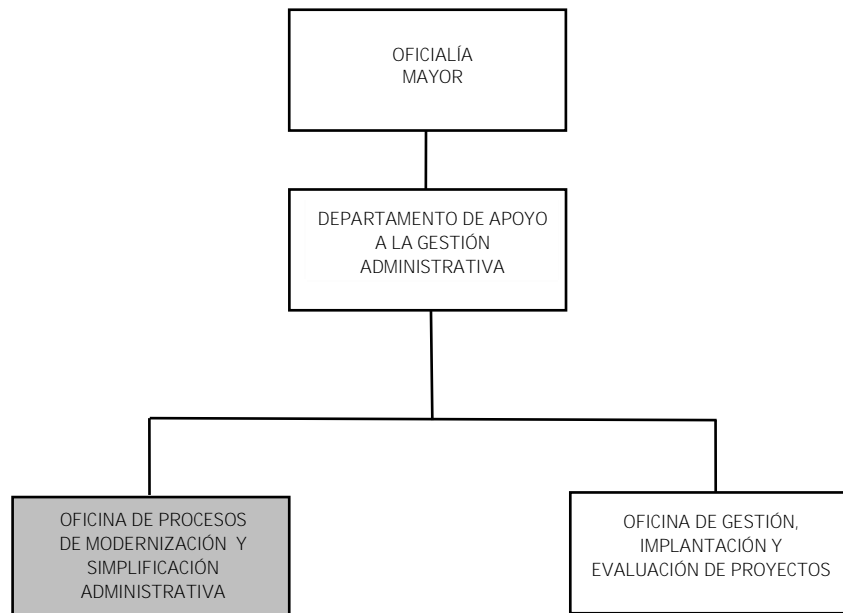 OFICIALÍA
MAYOR
DEPARTAMENTO DE APOYO
A LA GESTIÓN
ADMINISTRATIVA
OFICINA DE PROCESOS
DE MODERNIZACIÓN Y
SIMPLIFICACIÓN
ADMINISTRATIVA
OFICINA DE GESTIÓN,
IMPLANTACIÓN Y
EVALUACIÓN DE PROYECTOS